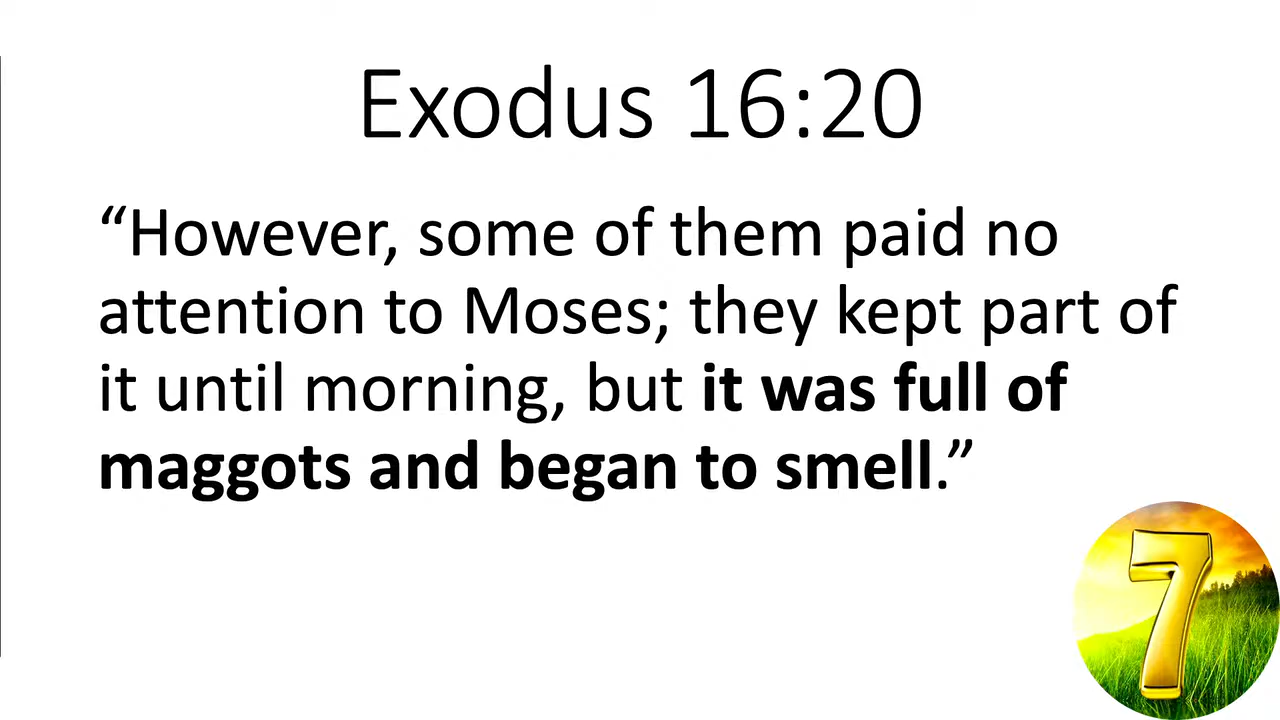 Exodus 16:20
“However, some of them paid no
attention to Moses; they kept part of
it until morning, but it was full of
maggots and began to smell.”
7